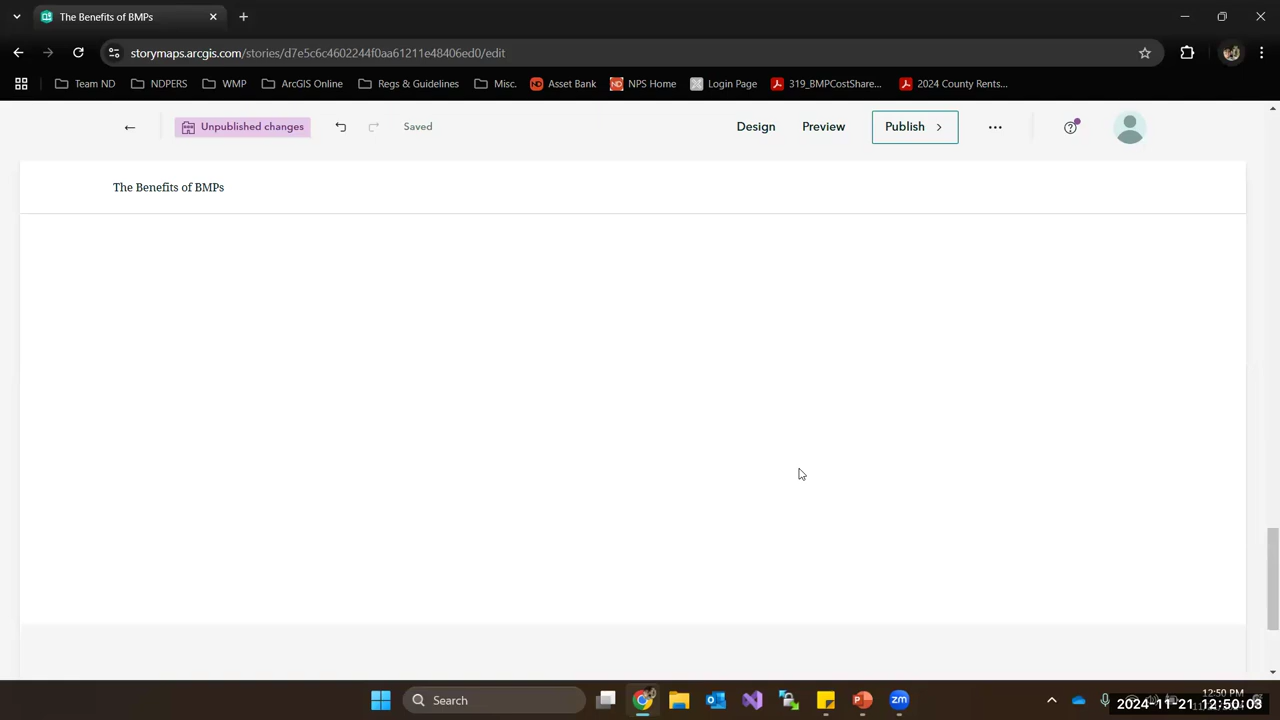 The Benefits of BMPs
storymaps.arcgis.com/stories/d7e5c6c4602244f0aa61211e48406ed0/edit
Team ND NDPERS WMP ArcGIS Online Regs & Guidelines Misc. Asset Bank NPS Home Login Page 319_BMPCostShare... 2024 County Rents...
Unpublished changes Saved Design Preview Publish
The Benefits of BMPs
Search
12:50 PM
2024-11-21 12:50:03